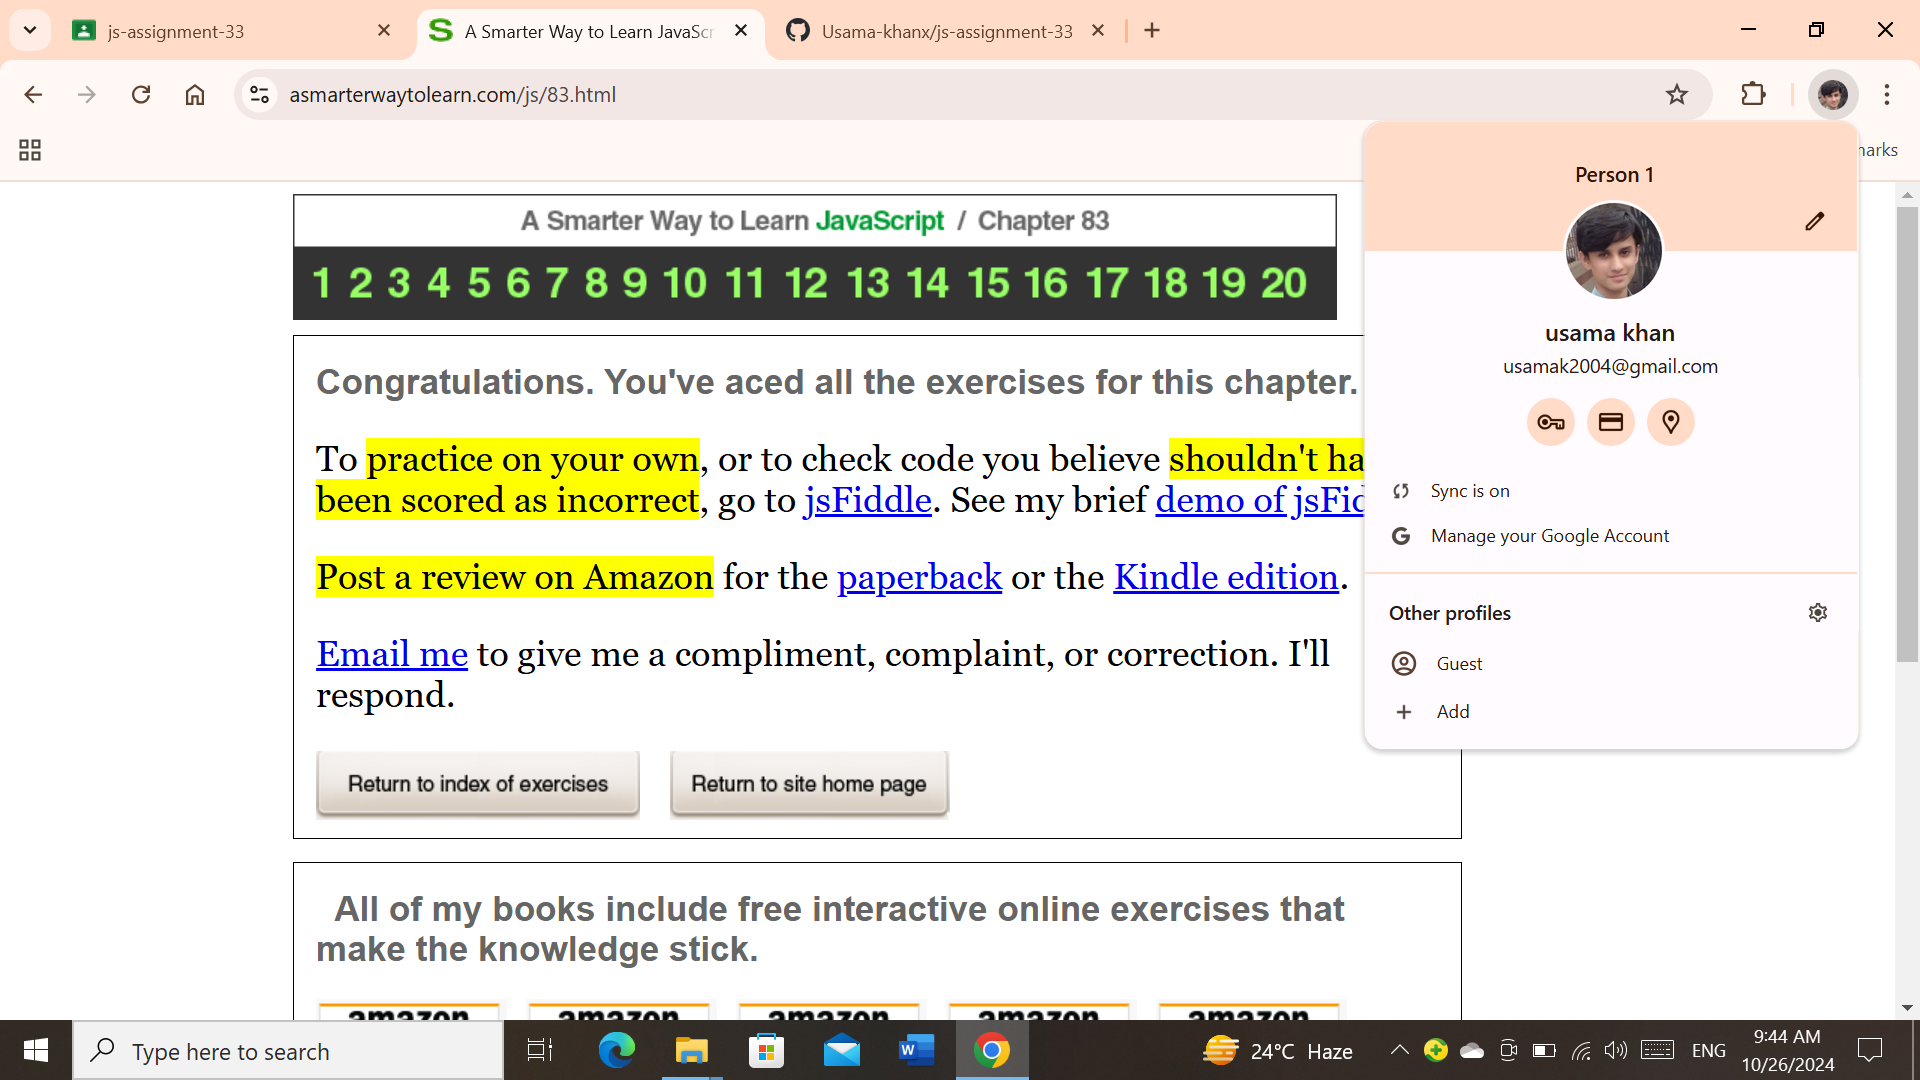 js-assignment-33
A Smarter Way to Learn JavaScr
Usama-khanx/js-assignment-33
asmarterwaytolearn.com/js/83.html
marks
A Smarter Way to Learn JavaScript / Chapter 83
1 2 3 4 5 6 7 8 9 10 11 12 13 14 15 16 17 18 19 20
Congratulations. You've aced all the exercises for this chapter.
To practice on your own, or to check code you believe shouldn't ha
been scored as incorrect, go to jsFiddle. See my brief demo of jsFid
Post a review on Amazon for the paperback or the Kindle edition.
Email me to give me a compliment, complaint, or correction. I'll
respond.
Return to index of exercises
Return to site home page
All of my books include free interactive online exercises that
make the knowledge stick.
amazon amazon amazon amazon amazon
Person 1
usama khan
usamak2004@gmail.com
Sync is on
Manage your Google Account
Other profiles
Guest
Add
Type here to search
24°C Haze
ENG
9:44 AM
10/26/2024